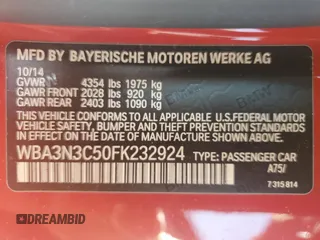 MFD BY BAYERISCHE MOTOREN WERKE AG
10/14
GVWR 4354 lbs 1975 kg
GAWR FRONT 2028 lbs 920 kg
GAWR REAR 2403 lbs 1090 kg
THIS VEHICLE CONFORMS TO ALL APPLICABLE U.S.FEDERAL MOTOR
VEHICLE SAFETY, BUMPER, AND THEFT PREVENTION STANDARDS IN
EFFECT ON THE DATE OF MANUFACTURE SHOWN ABOVE.
WBA3N3C50FK232924 TYPE: PASSENGER CAR
A75/
7315814
AMERIBID